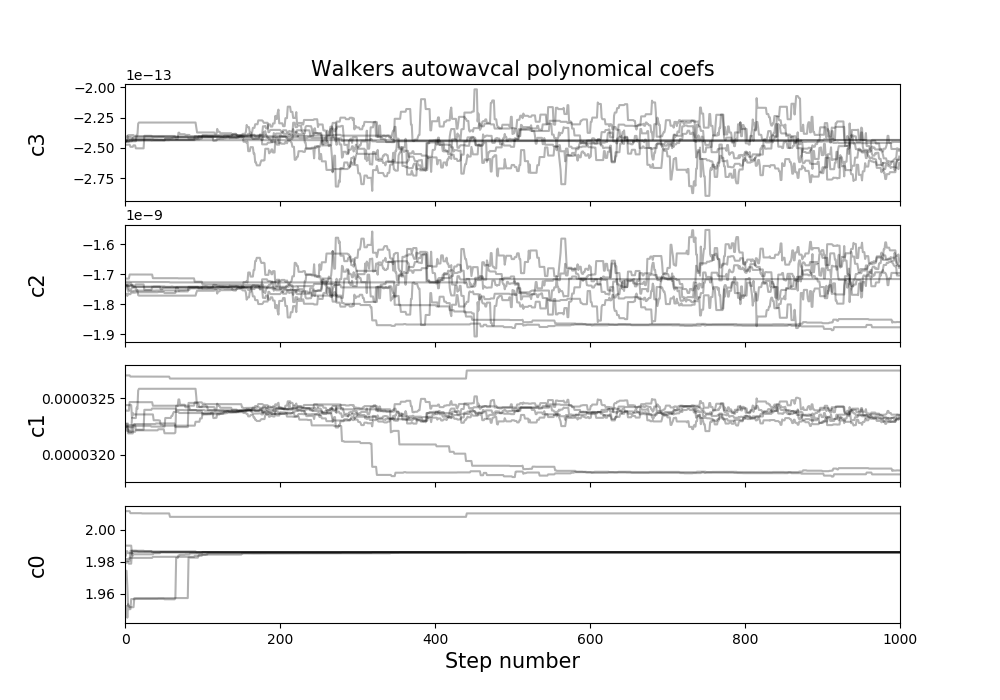 Walkers autowavcal polynomical coefs
1e−13
−2.00
−2.25
−2.50
−2.75
c3
1e−9
−1.6
−1.7
−1.8
−1.9
c2
0.0000325
0.0000320
c1
2.00
1.98
1.96
c0
0 200 400 600 800 1000
Step number